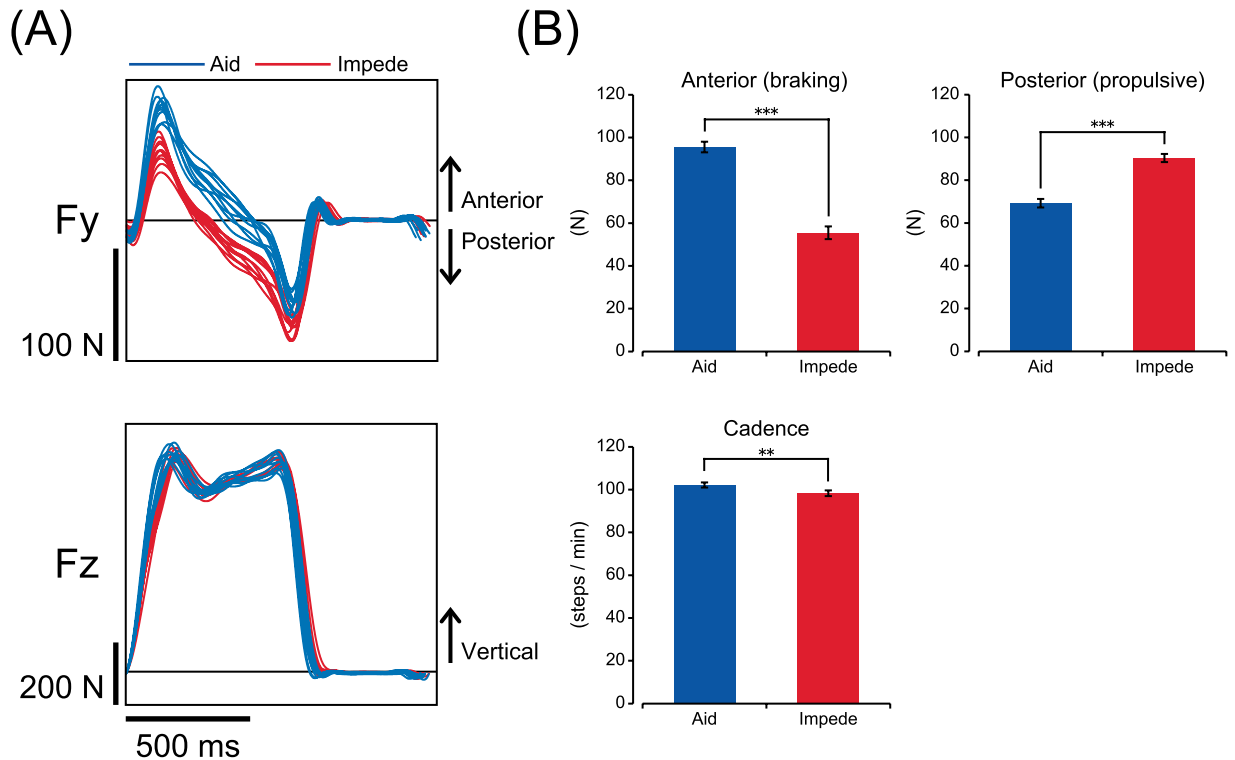 (A)
Aid
Impede
Fy
Anterior
Posterior
100 N
Fz
Vertical
200 N
500 ms
(B)
Anterior (braking)
120
100
80
60
40
20
0
(N)
***
Aid
Impede
Posterior (propulsive)
120
100
80
60
40
20
0
(N)
***
Aid
Impede
Cadence
120
100
80
60
40
20
0
(steps / min)
**
Aid
Impede